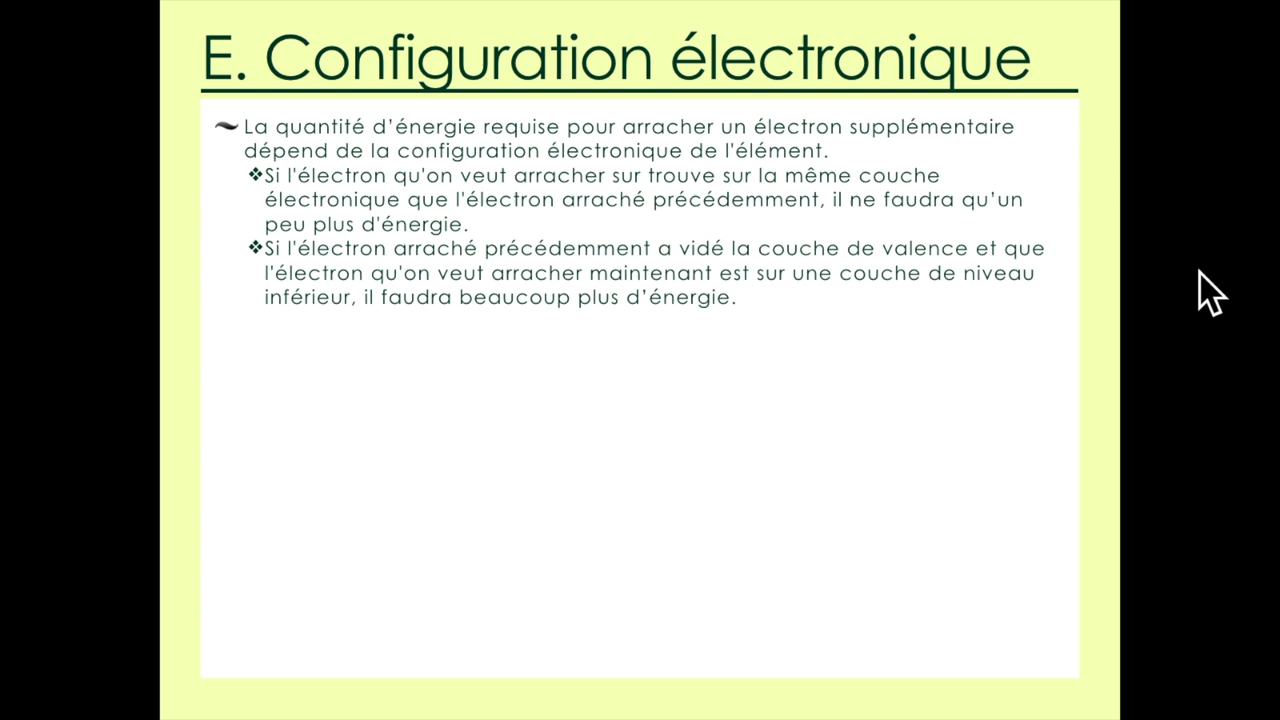 E. Configuration électronique
La quantité d’énergie requise pour arracher un électron supplémentaire
dépend de la configuration électronique de l'élément.
❖Si l'électron qu'on veut arracher sur trouve sur la même couche
électronique que l'électron arraché précédemment, il ne faudra qu’un
peu plus d'énergie.
❖Si l'électron arraché précédemment a vidé la couche de valence et que
l'électron qu'on veut arracher maintenant est sur une couche de niveau
inférieur, il faudra beaucoup plus d’énergie.